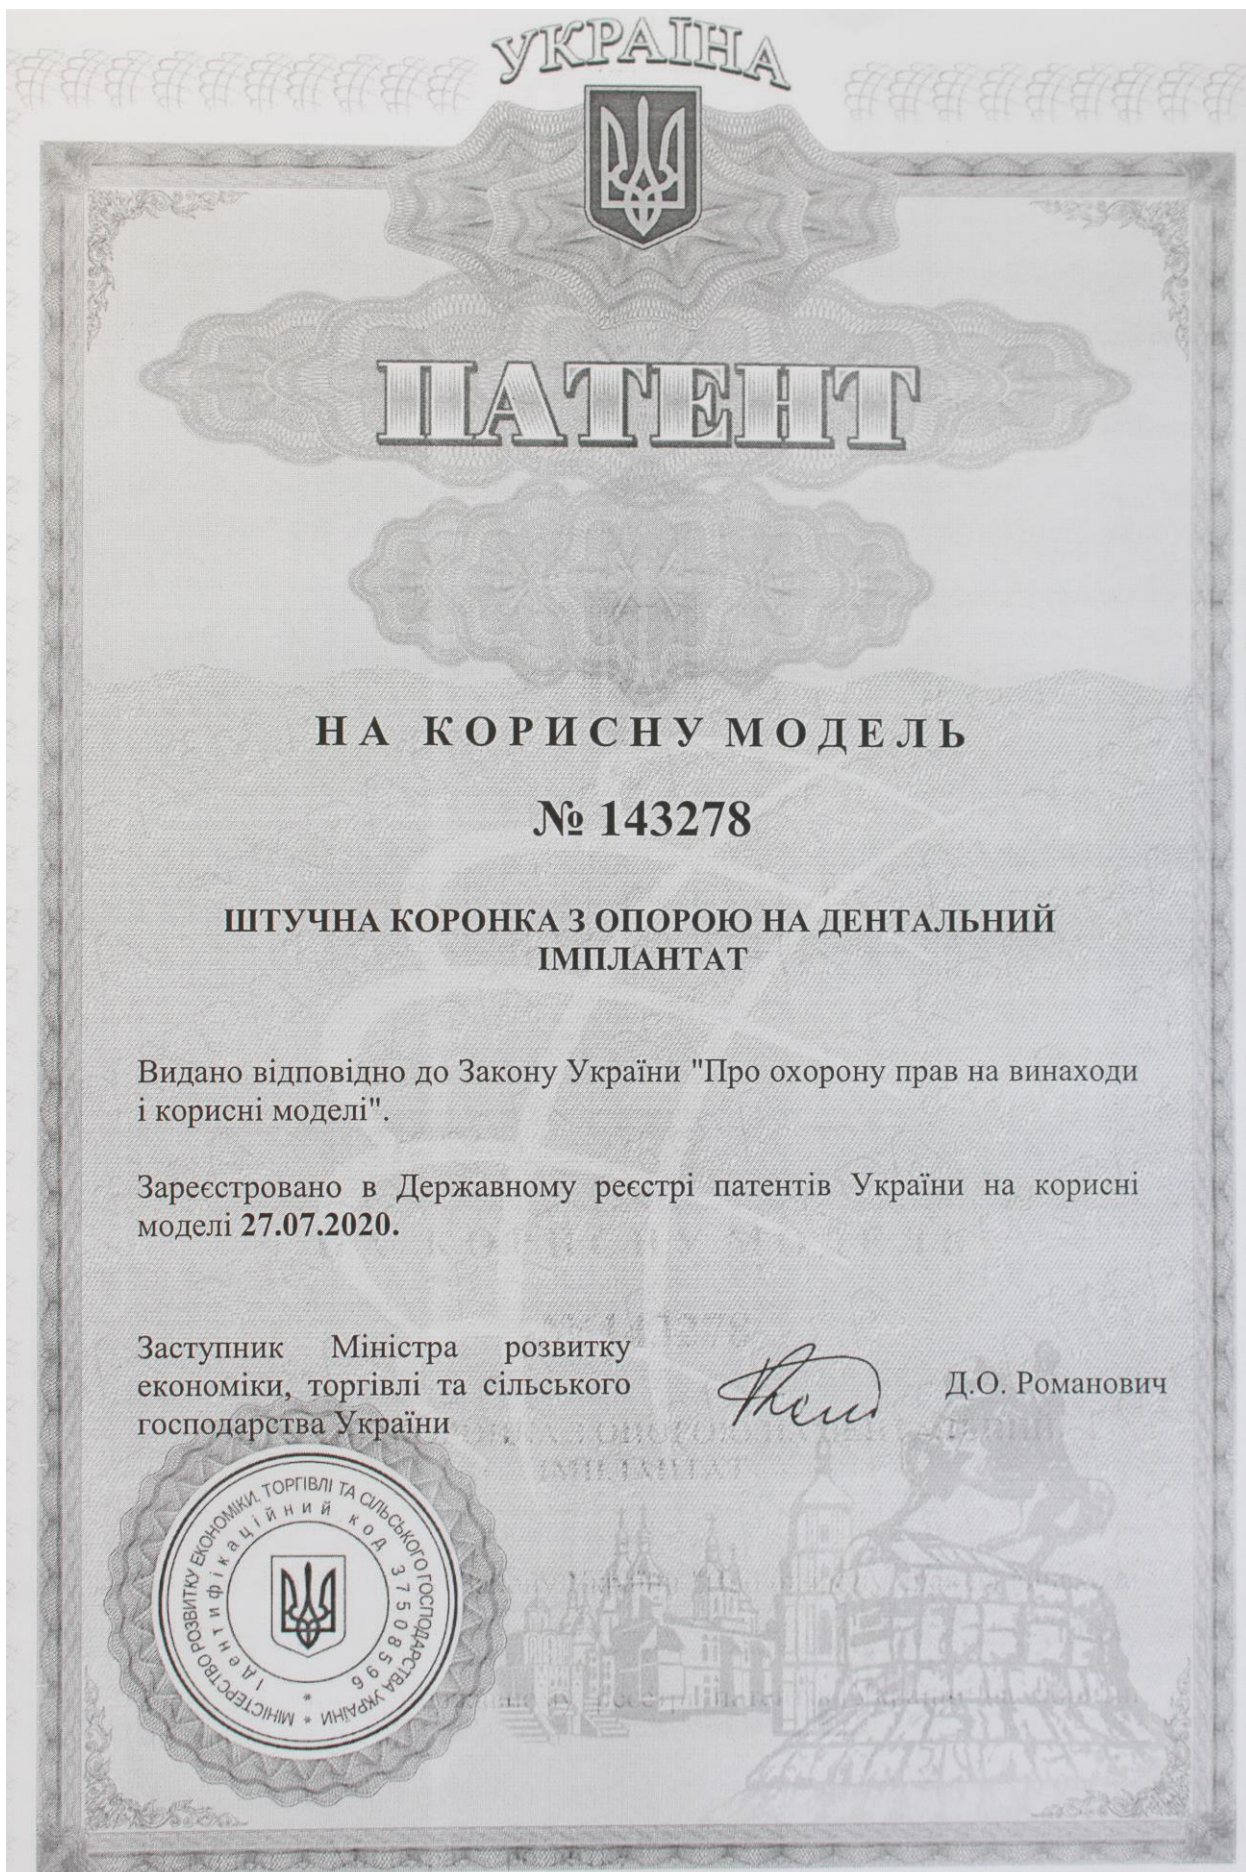 УКРАЇНА
ПАТЕНТ
НА КОРИСНУ МОДЕЛЬ
№ 143278
ШТУЧНА КОРОНКА З ОПОРОЮ НА ДЕНТАЛЬНИЙ
ІМПЛАНТАТ
Видано відповідно до Закону України "Про охорону прав на винаходи
і корисні моделі".
Зареєстровано в Державному реєстрі патентів України на корисні
моделі 27.07.2020.
Заступник Міністра розвитку
економіки, торгівлі та сільського
господарства України
Д.О. Романович
МІНІСТЕРСТВО РОЗВИТКУ ЕКОНОМІКИ, ТОРГІВЛІ ТА СІЛЬСЬКОГО ГОСПОДАРСТВА УКРАЇНИ
Ідентифікаційний код 37508596